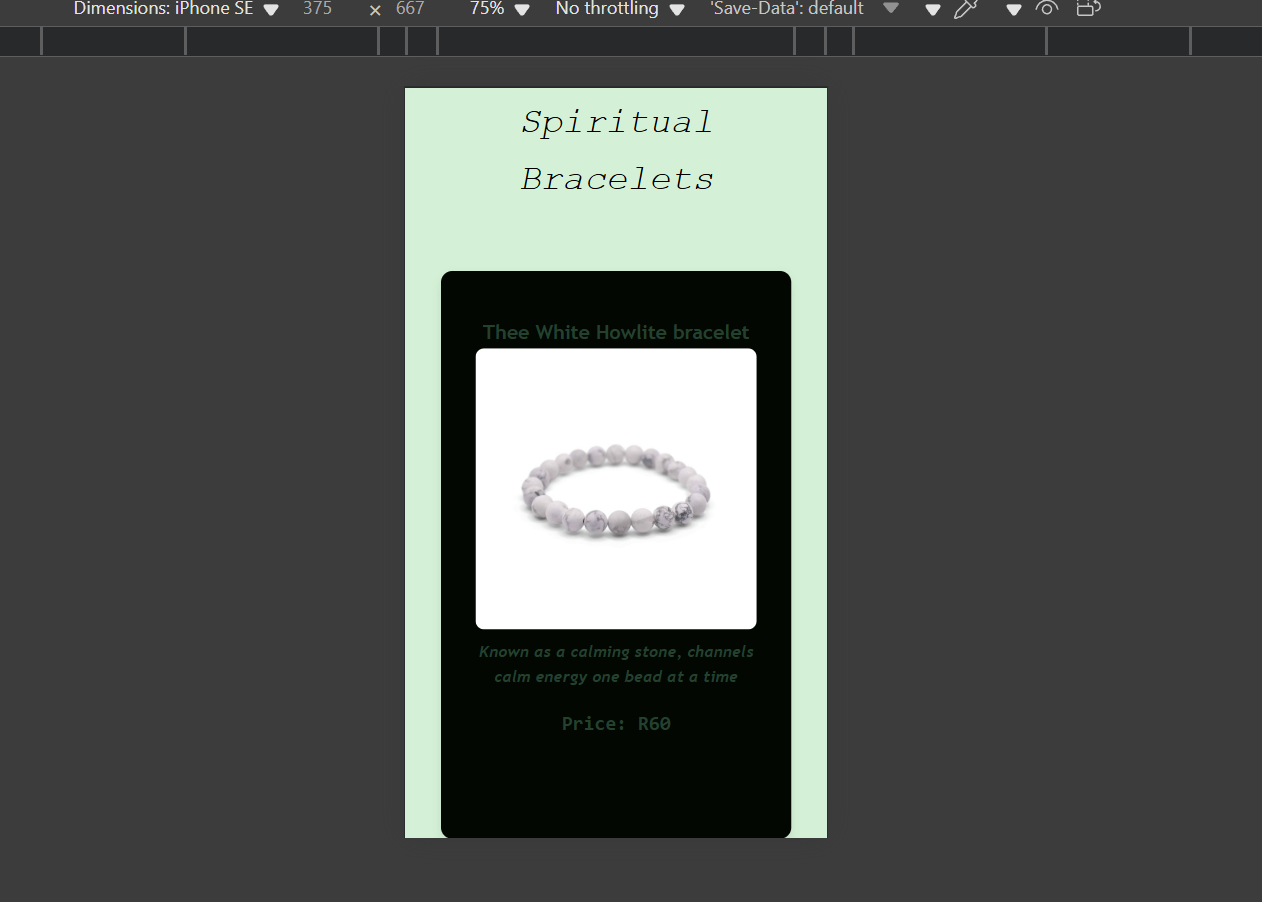 Dimensions: iPhone SE 375 × 667 75% No throttling 'Save-Data': default
Spiritual
Bracelets
Thee White Howlite bracelet
Known as a calming stone, channels
calm energy one bead at a time
Price: R60